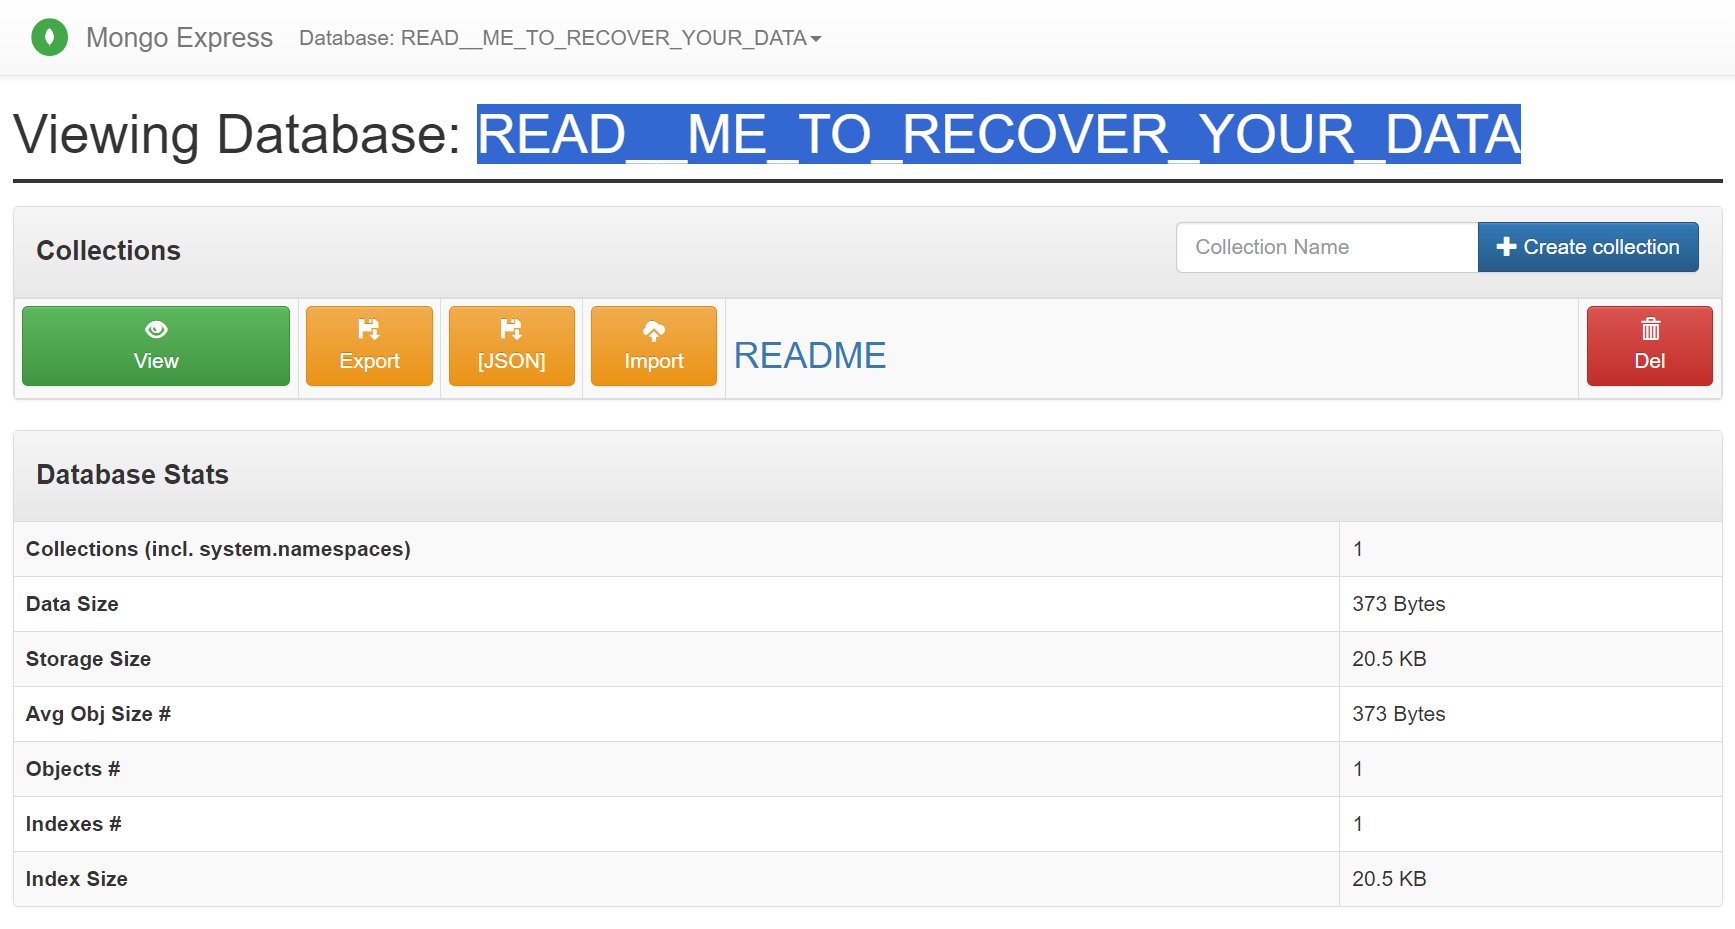 Mongo Express Database: READ__ME_TO_RECOVER_YOUR_DATA
Viewing Database: READ__ME_TO_RECOVER_YOUR_DATA
Collections
Collection Name
Create collection
View
Export
[JSON]
Import
README
Del
Database Stats
Collections (incl. system.namespaces) 1
Data Size 373 Bytes
Storage Size 20.5 KB
Avg Obj Size # 373 Bytes
Objects # 1
Indexes # 1
Index Size 20.5 KB